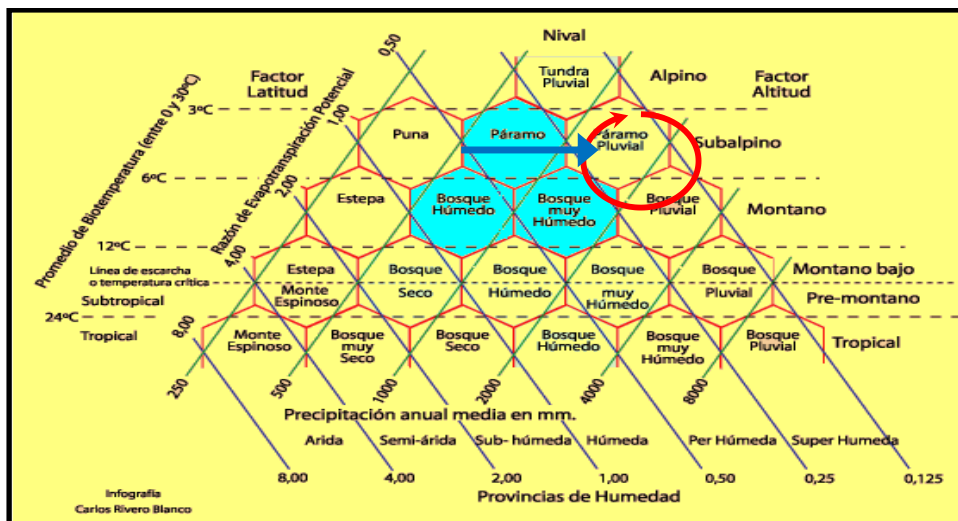 Nival
0,50
Factor
Latitud
Tundra
Pluvial
Alpino
Factor
Altitud
Promedio de Biotemperatura (entre 0 y 30ºC)
Razón de Evapotranspiración Potencial
3ºC
1,00
Puna
Páramo
Páramo
Pluvial
Subalpino
6ºC
2,00
Estepa
Bosque
Húmedo
Bosque
muy
Húmedo
Bosque
Pluvial
Montano
12ºC
4,00
Línea de escarcha
o temperatura crítica
Estepa
Bosque
Bosque
Bosque
Bosque
Montano bajo
Subtropical
Monte
Espinoso
Seco
Húmedo
muy
Húmedo
Pluvial
Pre-montano
24ºC
8,00
Tropical
Monte
Espinoso
Bosque
muy
Seco
Bosque
Seco
Bosque
Húmedo
Bosque
muy
Húmedo
Bosque
Pluvial
Tropical
250
500
1000
2000
4000
8000
Precipitación anual media en mm.
Arida
Semi-árida
Sub- húmeda
Húmeda
Per Húmeda
Super Humeda
8,00
4,00
2,00
1,00
0,50
0,25
0,125
Provincias de Humedad
Infografía
Carlos Rivero Blanco